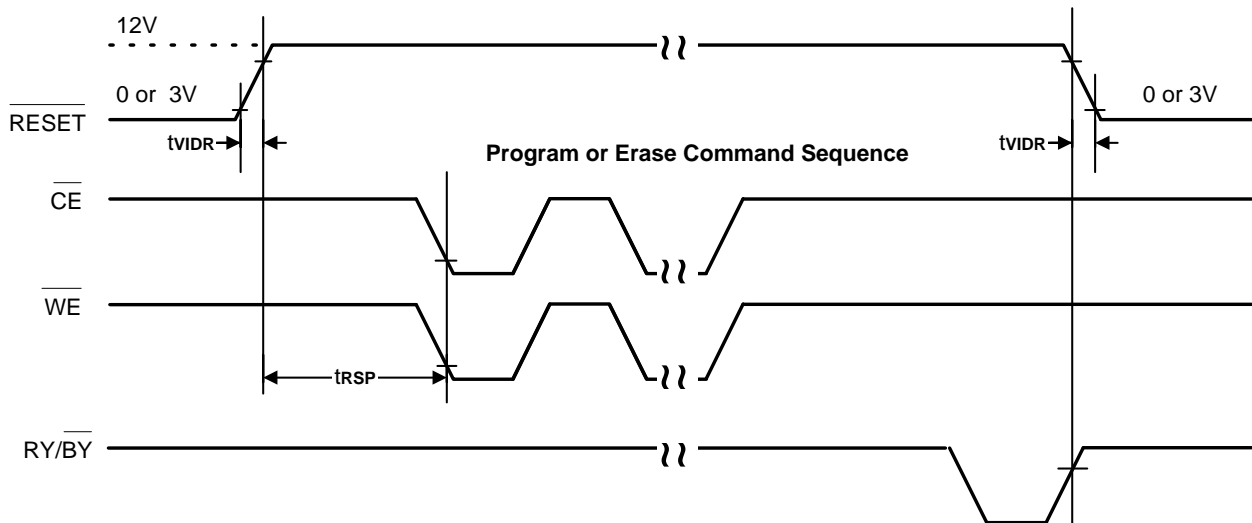 12V
0 or 3V
RESET
tVIDR
0 or 3V
tVIDR
Program or Erase Command Sequence
CE
WE
tRSP
RY/BY